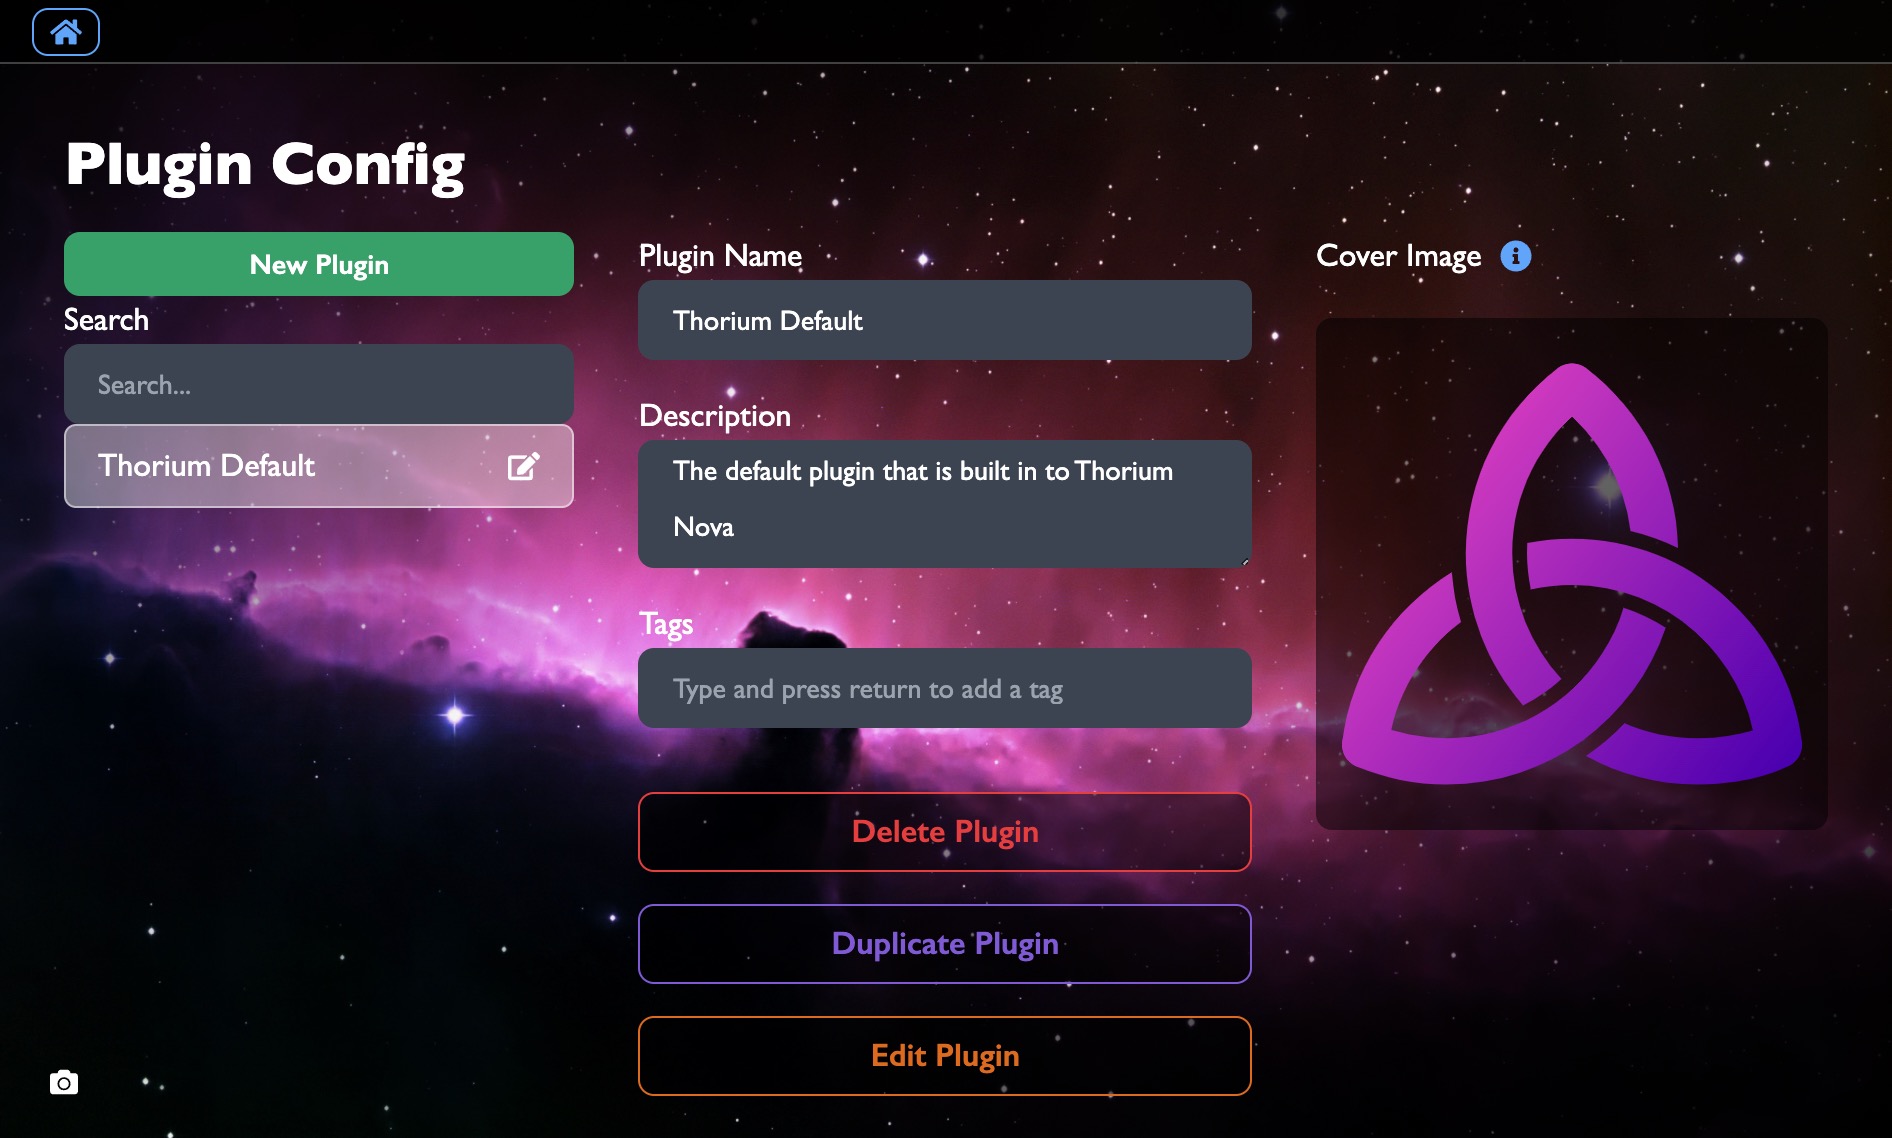 Plugin Config
New Plugin
Search
Search...
Thorium Default
Plugin Name
Thorium Default
Description
The default plugin that is built in to Thorium
Nova
Tags
Type and press return to add a tag
Delete Plugin
Duplicate Plugin
Edit Plugin
Cover Image